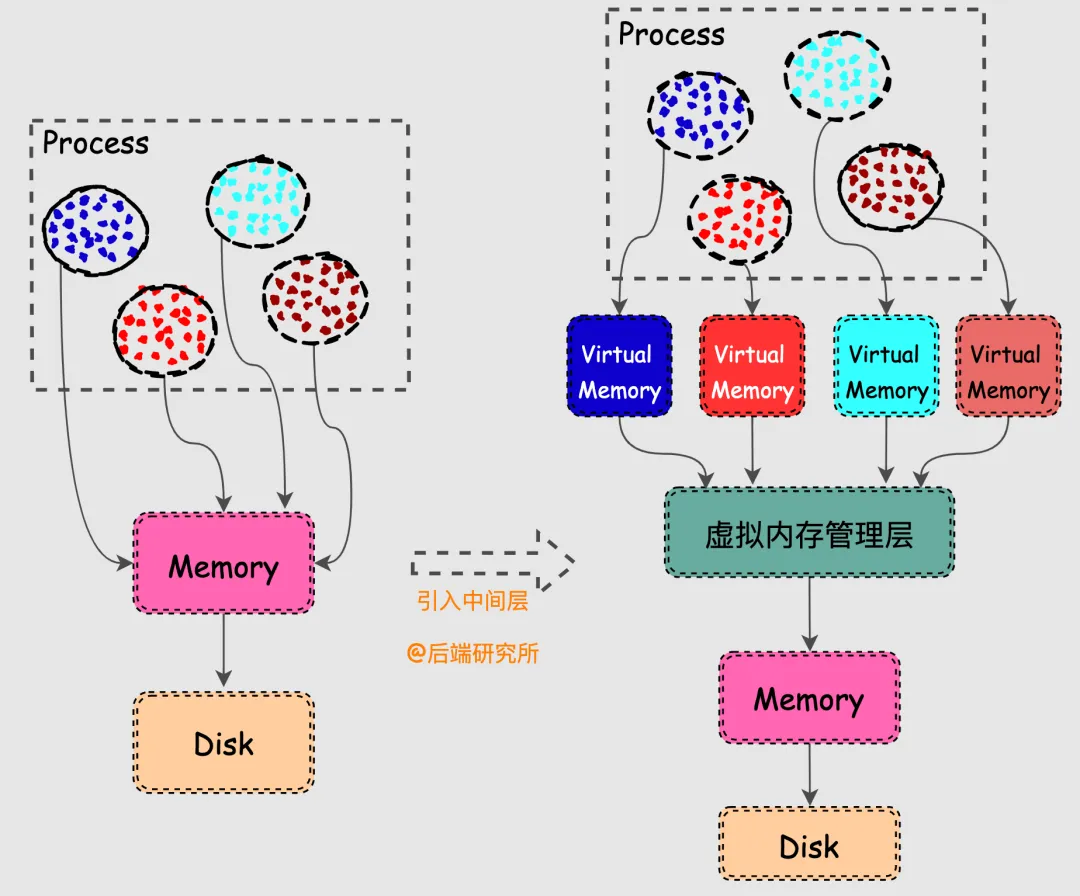 Process
Memory
Disk
引入中间层
@后端研究所
Process
Virtual
Memory
Virtual
Memory
Virtual
Memory
Virtual
Memory
虚拟内存管理层
Memory
Disk